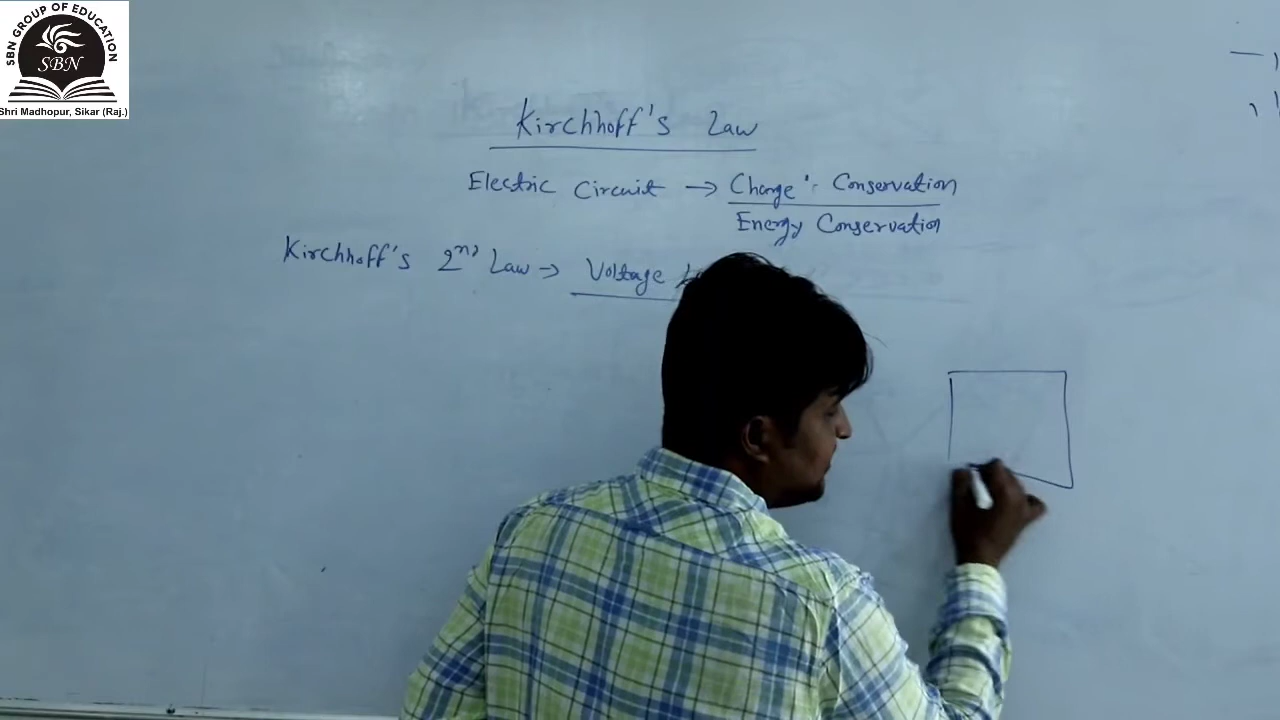 SBN GROUP OF EDUCATION
SBN
Shri Madhopur, Sikar (Raj.)
Kirchhoff's Law
Electric Circuit → Charge Conservation
Energy Conservation
Kirchhoff's 2nd Law → Voltage